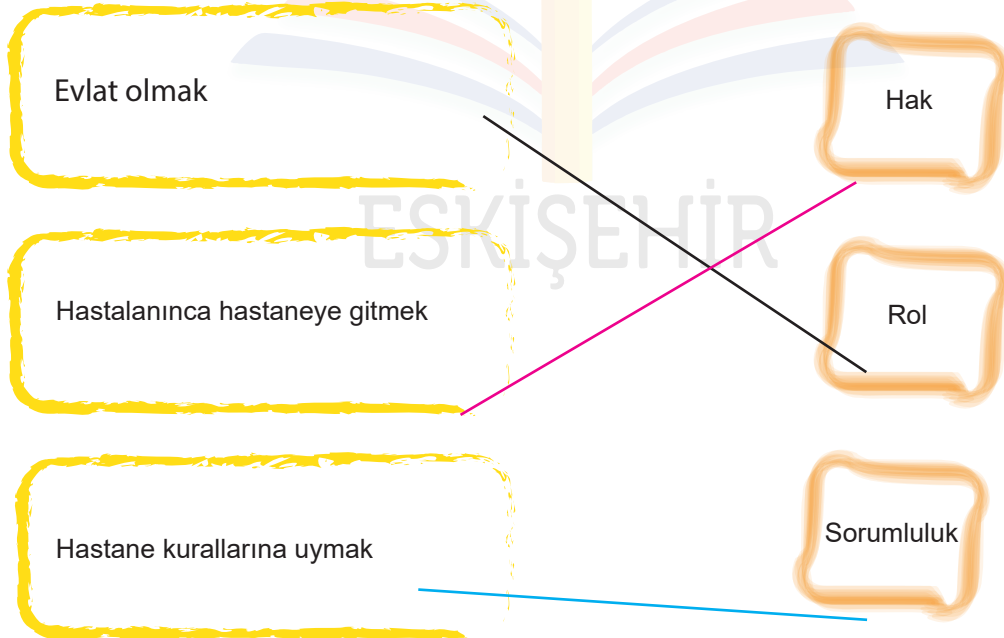 Evlat olmak
Hak
ESKİŞEHİR
Hastalanınca hastaneye gitmek
Rol
Hastane kurallarına uymak
Sorumluluk